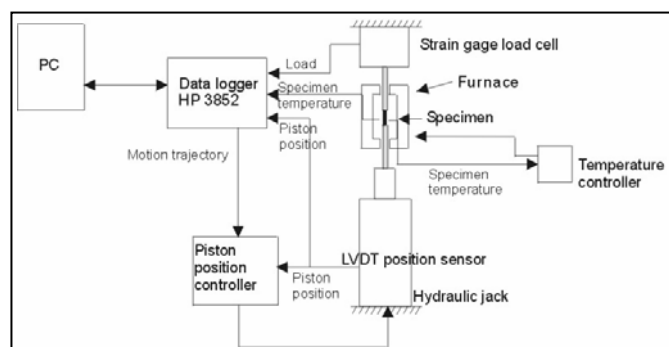 PC
Data logger
HP 3852
Load
Specimen
temperature
Piston
position
Strain gage load cell
Furnace
Specimen
Motion trajectory
Specimen
temperature
Temperature
controller
Piston
position
controller
Piston
position
LVDT position sensor
Hydraulic jack